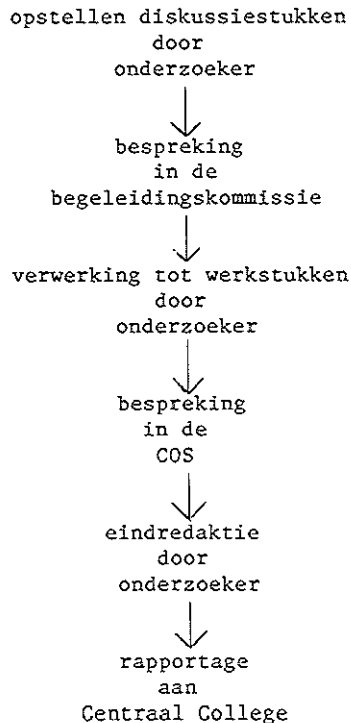 opstellen diskussiestukken
door
onderzoeker
bespreking
in de
begeleidingskommissie
verwerking tot werkstukken
door
onderzoeker
bespreking
in de
COS
eindredaktie
door
onderzoeker
rapportage
aan
Centraal College